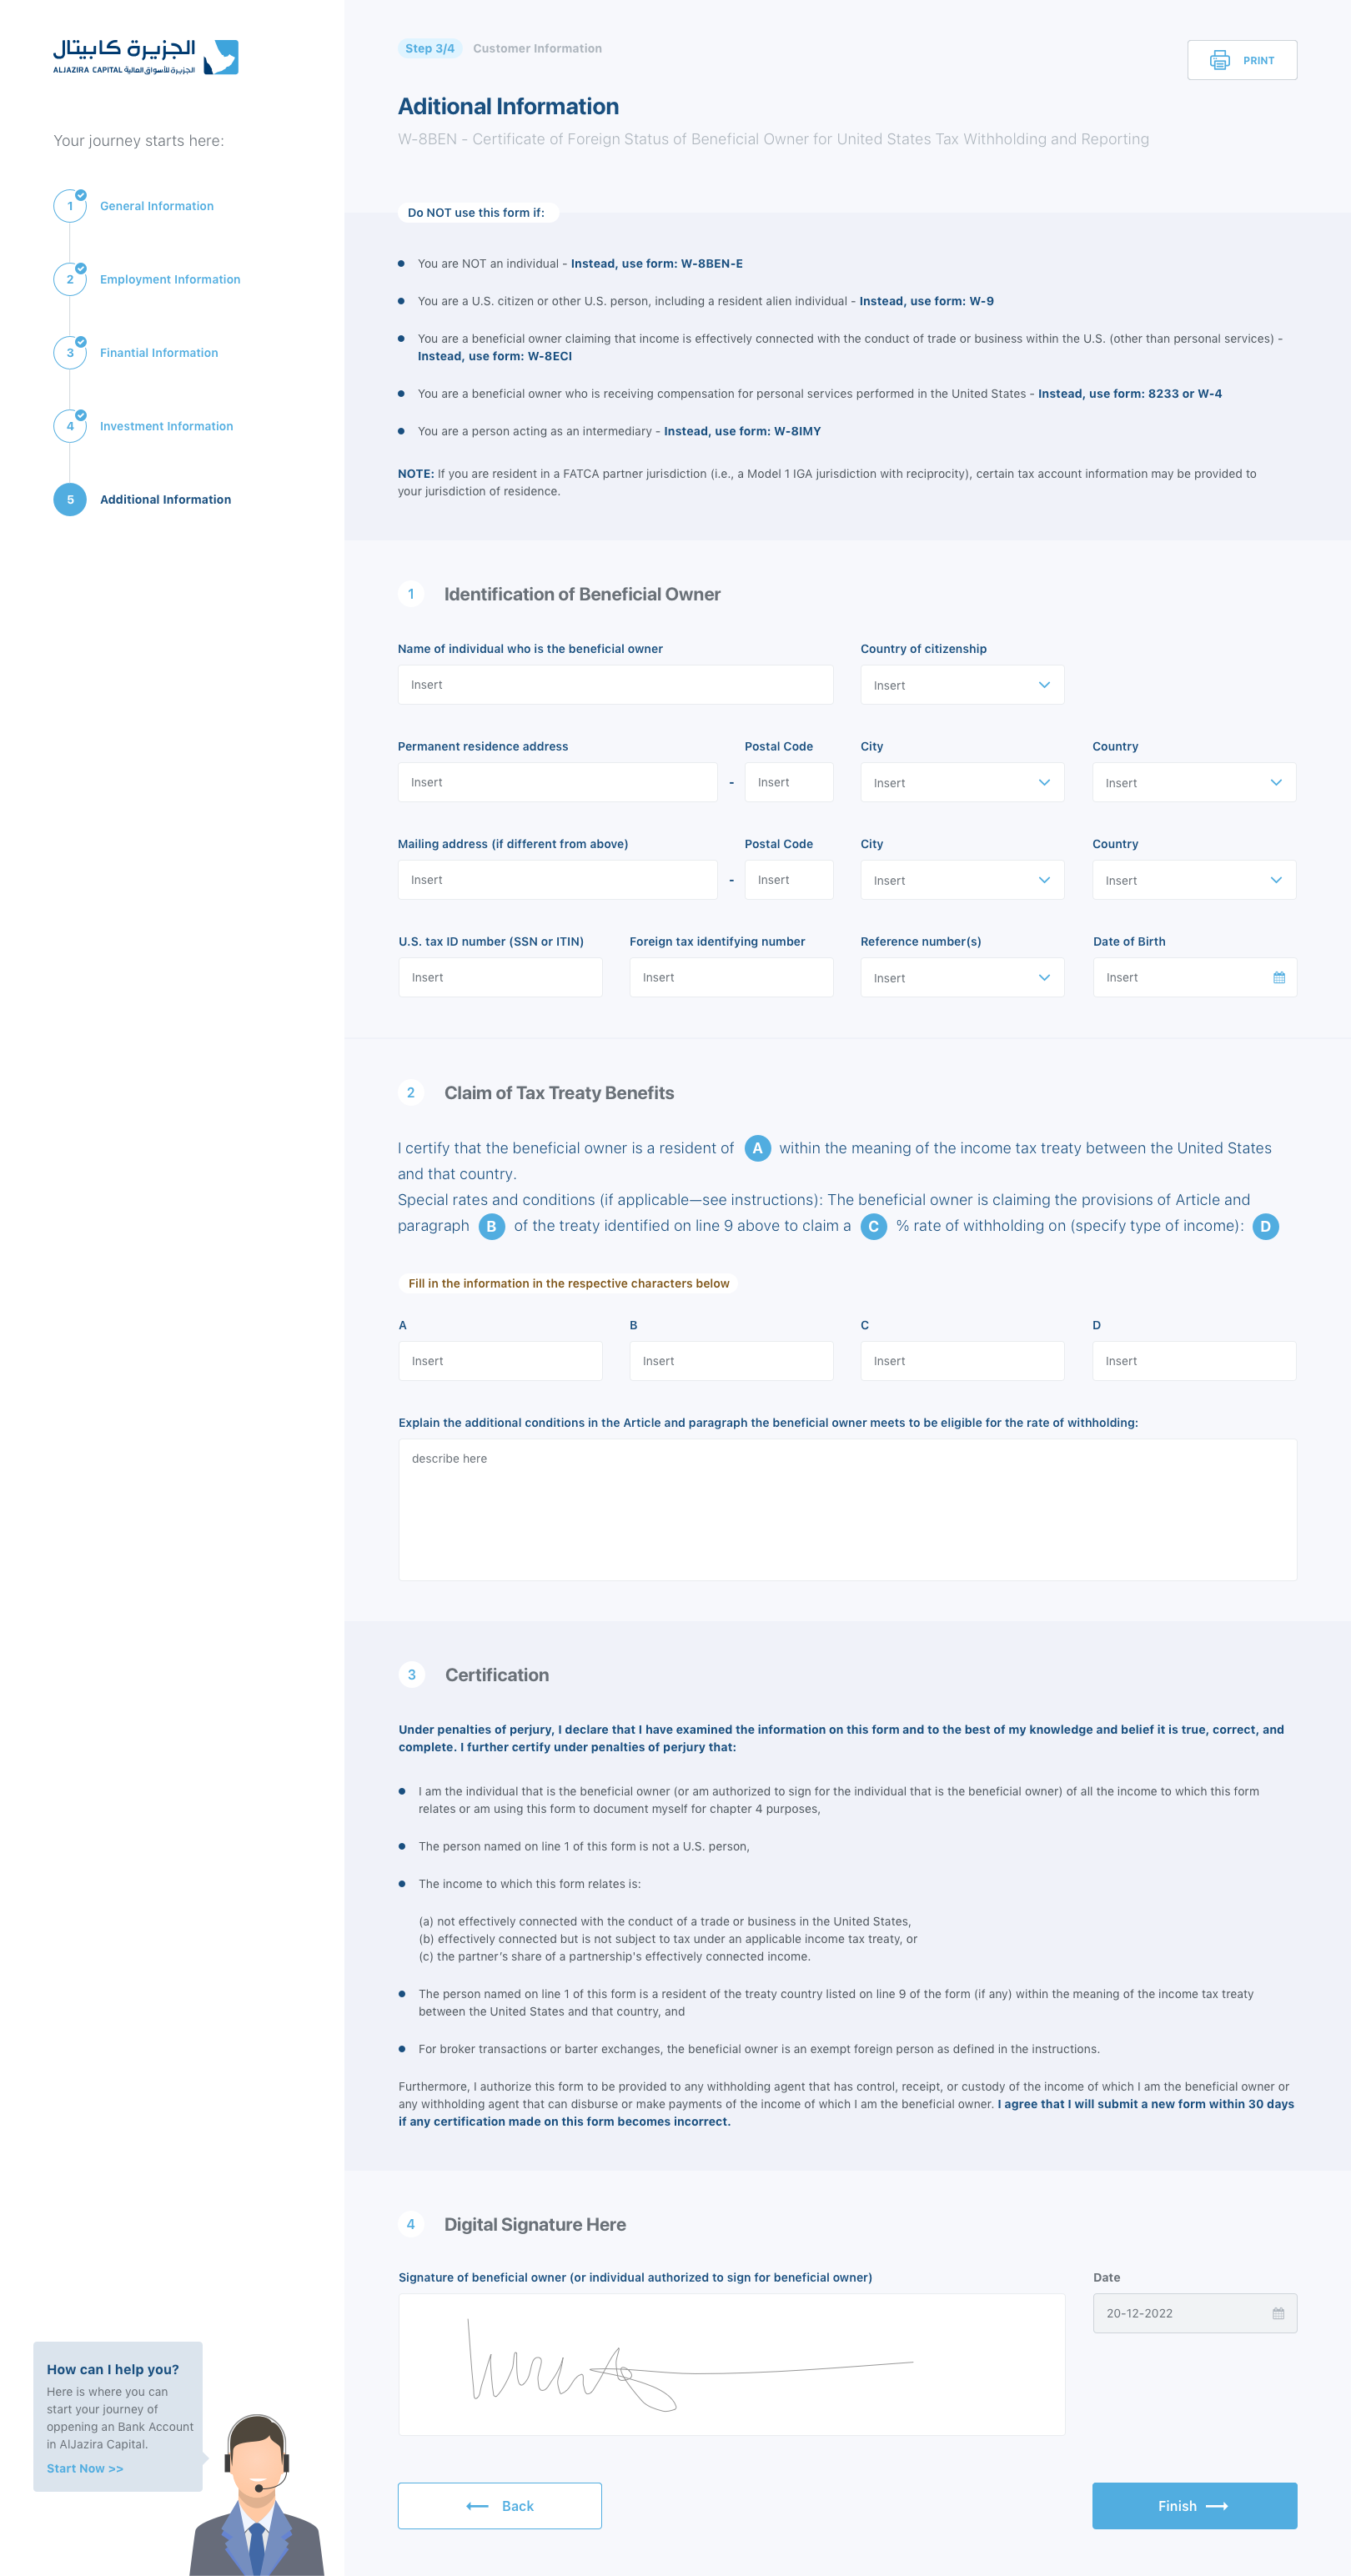 الجزيرة كابيتال
ALJAZIRA CAPITAL الجزيرة للأسواق المالية
Your journey starts here:
1 General Information
2 Employment Information
3 Finantial Information
4 Investment Information
5 Additional Information
Step 3/4 Customer Information
PRINT
Aditional Information
W-8BEN - Certificate of Foreign Status of Beneficial Owner for United States Tax Withholding and Reporting
Do NOT use this form if:
You are NOT an individual - Instead, use form: W-8BEN-E
You are a U.S. citizen or other U.S. person, including a resident alien individual - Instead, use form: W-9
You are a beneficial owner claiming that income is effectively connected with the conduct of trade or business within the U.S. (other than personal services) -
Instead, use form: W-8ECI
You are a beneficial owner who is receiving compensation for personal services performed in the United States - Instead, use form: 8233 or W-4
You are a person acting as an intermediary - Instead, use form: W-8IMY
NOTE: If you are resident in a FATCA partner jurisdiction (i.e., a Model 1 IGA jurisdiction with reciprocity), certain tax account information may be provided to
your jurisdiction of residence.
1 Identification of Beneficial Owner
Name of individual who is the beneficial owner Country of citizenship
Insert Insert
Permanent residence address Postal Code City Country
Insert - Insert Insert Insert
Mailing address (if different from above) Postal Code City Country
Insert - Insert Insert Insert
U.S. tax ID number (SSN or ITIN) Foreign tax identifying number Reference number(s) Date of Birth
Insert Insert Insert Insert
2 Claim of Tax Treaty Benefits
I certify that the beneficial owner is a resident of A within the meaning of the income tax treaty between the United States
and that country.
Special rates and conditions (if applicable—see instructions): The beneficial owner is claiming the provisions of Article and
paragraph B of the treaty identified on line 9 above to claim a C % rate of withholding on (specify type of income): D
Fill in the information in the respective characters below
A B C D
Insert Insert Insert Insert
Explain the additional conditions in the Article and paragraph the beneficial owner meets to be eligible for the rate of withholding:
describe here
3 Certification
Under penalties of perjury, I declare that I have examined the information on this form and to the best of my knowledge and belief it is true, correct, and
complete. I further certify under penalties of perjury that:
I am the individual that is the beneficial owner (or am authorized to sign for the individual that is the beneficial owner) of all the income to which this form
relates or am using this form to document myself for chapter 4 purposes,
The person named on line 1 of this form is not a U.S. person,
The income to which this form relates is:
(a) not effectively connected with the conduct of a trade or business in the United States,
(b) effectively connected but is not subject to tax under an applicable income tax treaty, or
(c) the partner's share of a partnership's effectively connected income.
The person named on line 1 of this form is a resident of the treaty country listed on line 9 of the form (if any) within the meaning of the income tax treaty
between the United States and that country, and
For broker transactions or barter exchanges, the beneficial owner is an exempt foreign person as defined in the instructions.
Furthermore, I authorize this form to be provided to any withholding agent that has control, receipt, or custody of the income of which I am the beneficial owner or
any withholding agent that can disburse or make payments of the income of which I am the beneficial owner. I agree that I will submit a new form within 30 days
if any certification made on this form becomes incorrect.
4 Digital Signature Here
Signature of beneficial owner (or individual authorized to sign for beneficial owner) Date
20-12-2022
Back Finish
How can I help you?
Here is where you can
start your journey of
oppening an Bank Account
in AlJazira Capital.
Start Now >>